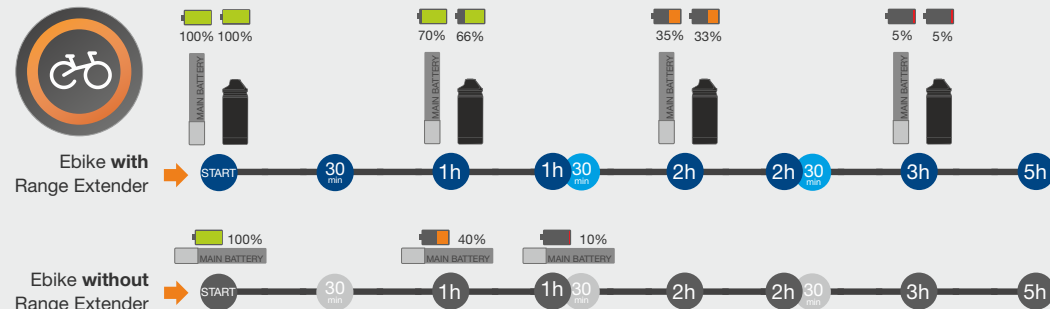 100% 100%
70% 66%
35% 33%
5% 5%
MAIN BATTERY
MAIN BATTERY
MAIN BATTERY
MAIN BATTERY
Ebike with
Range Extender
START
30
min
1h
1h 30
min
2h
2h 30
min
3h
5h
100%
40%
10%
MAIN BATTERY
MAIN BATTERY
MAIN BATTERY
Ebike without
Range Extender
START
30
min
1h
1h 30
min
2h
2h 30
min
3h
5h